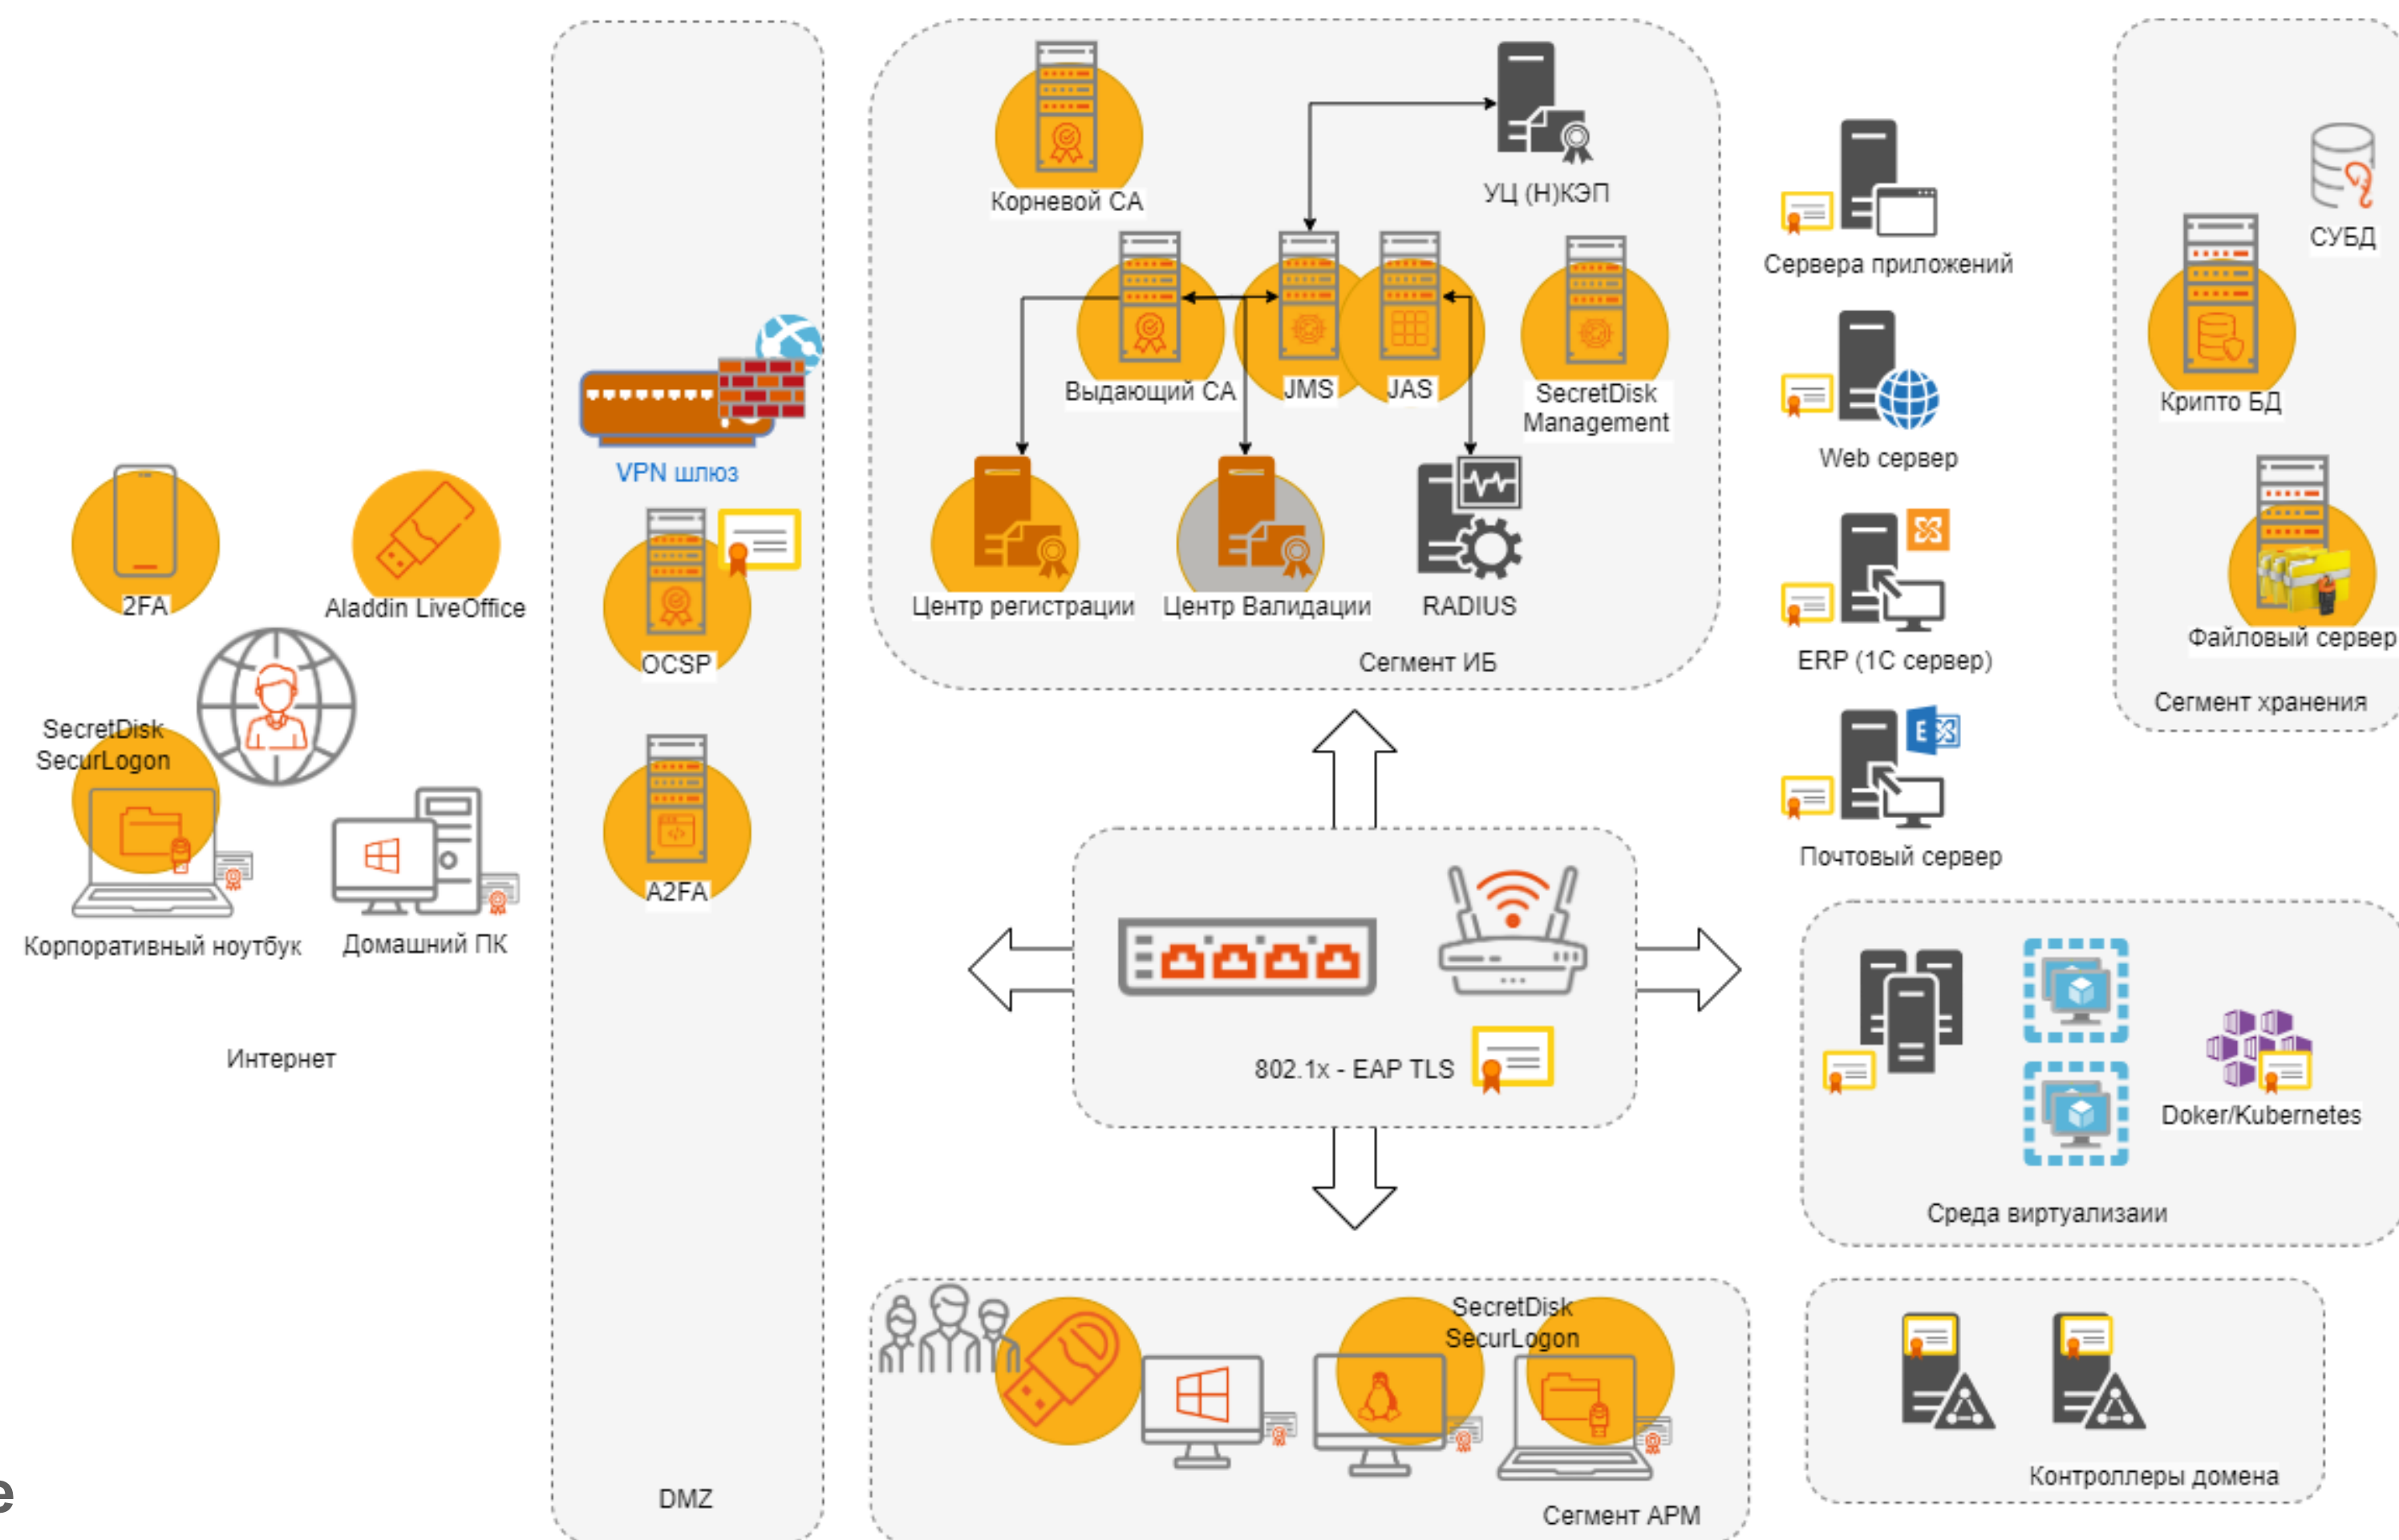 Корневой CA
УЦ (Н)КЭП
Выдающий CA
JMS
JAS
SecretDisk
Management
Центр регистрации
Центр Валидации
RADIUS
Сегмент ИБ
Сервера приложений
Web сервер
ERP (1С сервер)
E
Почтовый сервер
СУБД
Крипто БД
Файловый сервер
Сегмент хранения
VPN шлюз
OCSP
A2FA
DMZ
2FA
Aladdin LiveOffice
SecretDisk
SecurLogon
Корпоративный ноутбук
Домашний ПК
Интернет
802.1x - EAP TLS
Doker/Kubernetes
Среда виртуализаии
SecretDisk
SecurLogon
Сегмент АРМ
Контроллеры домена
e